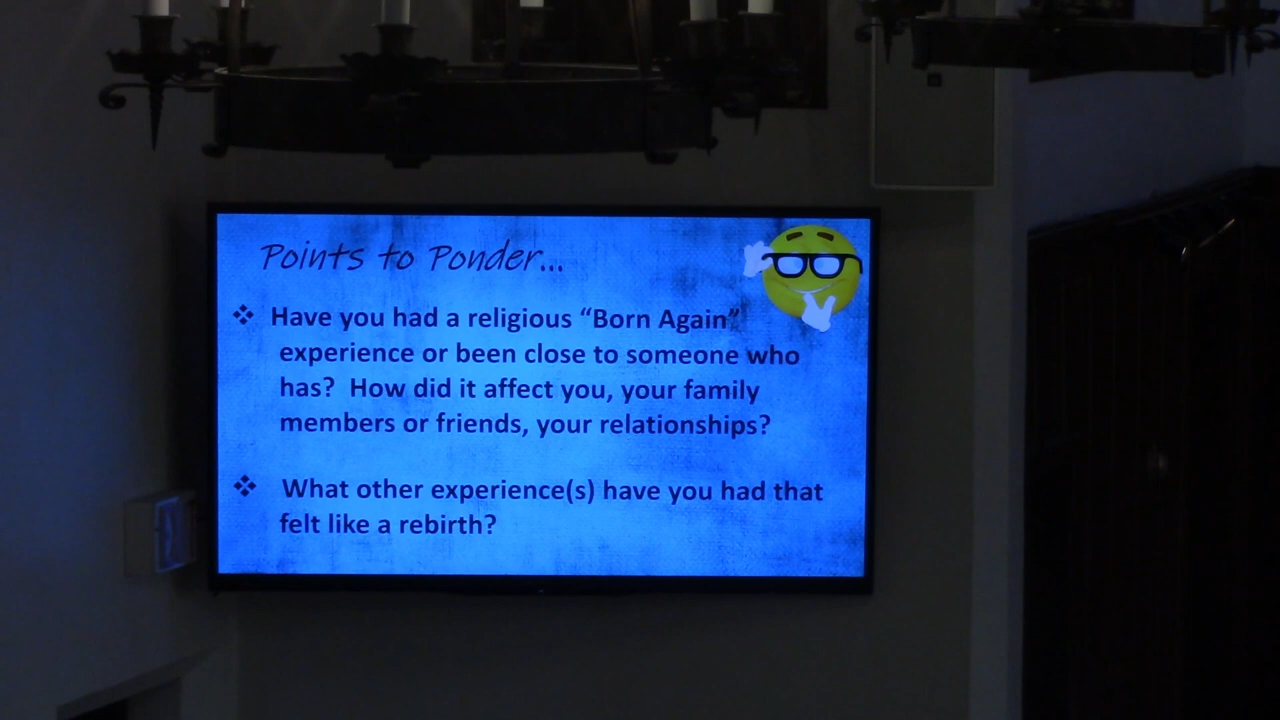 Points to Ponder...
❖ Have you had a religious “Born Again”
experience or been close to someone who
has? How did it affect you, your family
members or friends, your relationships?
❖ What other experience(s) have you had that
felt like a rebirth?